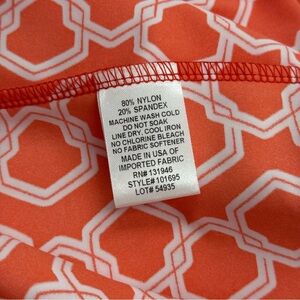 80% NYLON
20% SPANDEX
MACHINE WASH COLD
DO NOT SOAK
LINE DRY, COOL IRON
NO CHLORINE BLEACH
NO FABRIC SOFTENER
MADE IN USA OF
IMPORTED FABRIC
RN#131946
STYLE#101695
LOT#54935